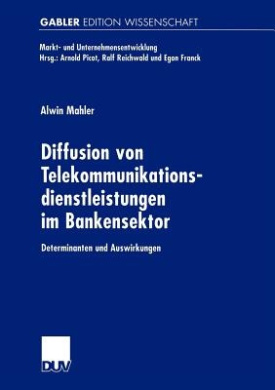 GABLER EDITION WISSENSCHAFT
Markt- und Unternehmensentwicklung
Hrsg.: Arnold Picot, Ralf Reichwald und Egon Franck
Alwin Mahler
Diffusion von
Telekommunikations-
dienstleistungen
im Bankensektor
Determinanten und Auswirkungen
DUV